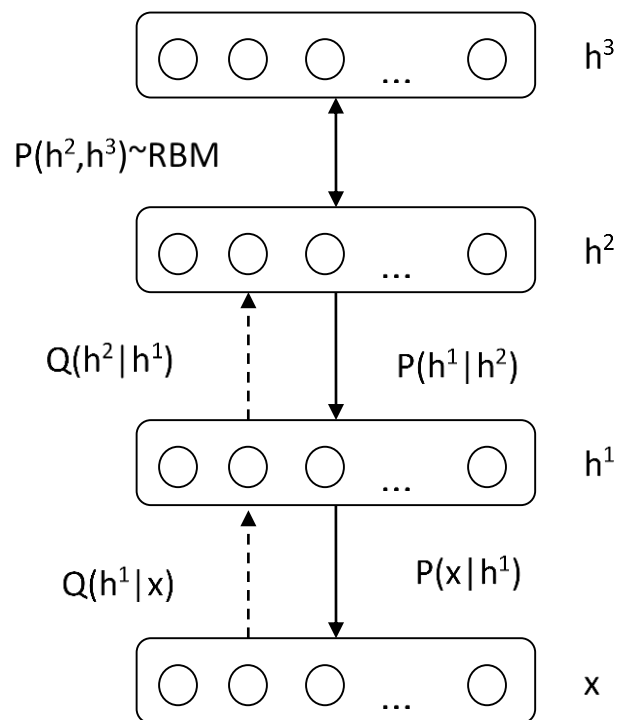 h³
P(h²,h³)~RBM
...
h²
...
Q(h²|h¹)
P(h¹|h²)
h¹
...
Q(h¹|x)
P(x|h¹)
x
...